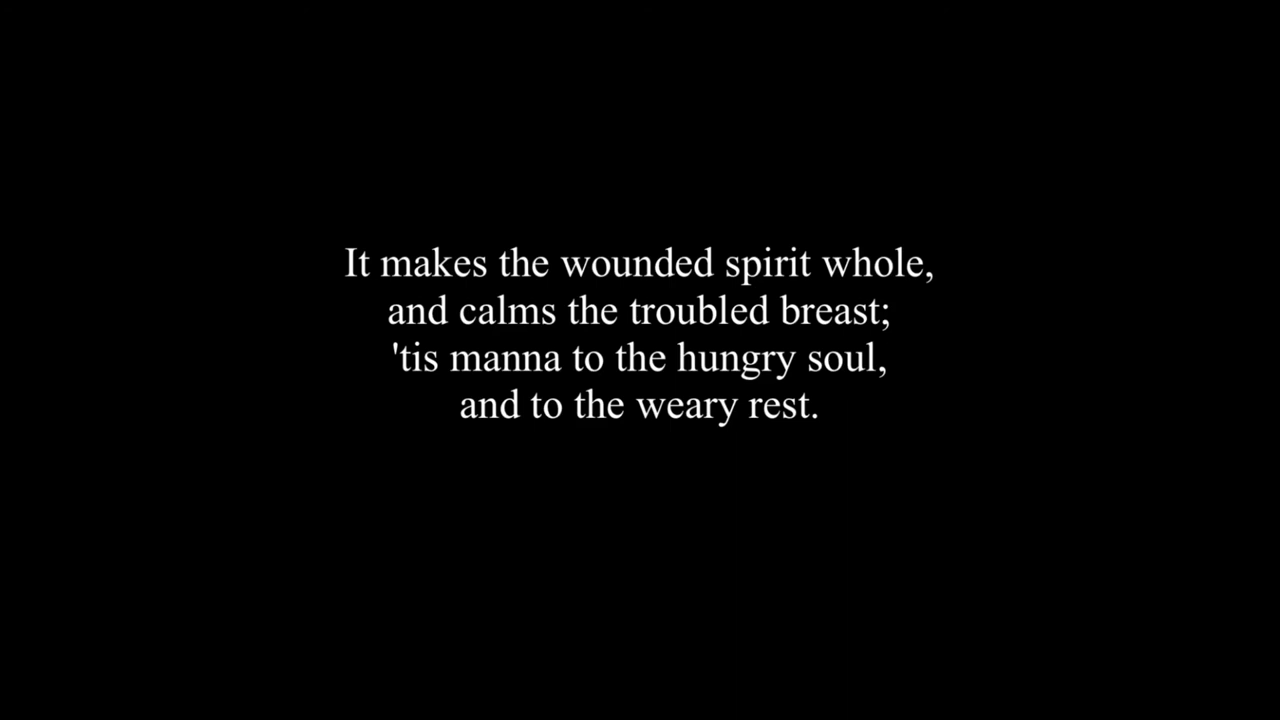 It makes the wounded spirit whole,
and calms the troubled breast;
'tis manna to the hungry soul,
and to the weary rest.